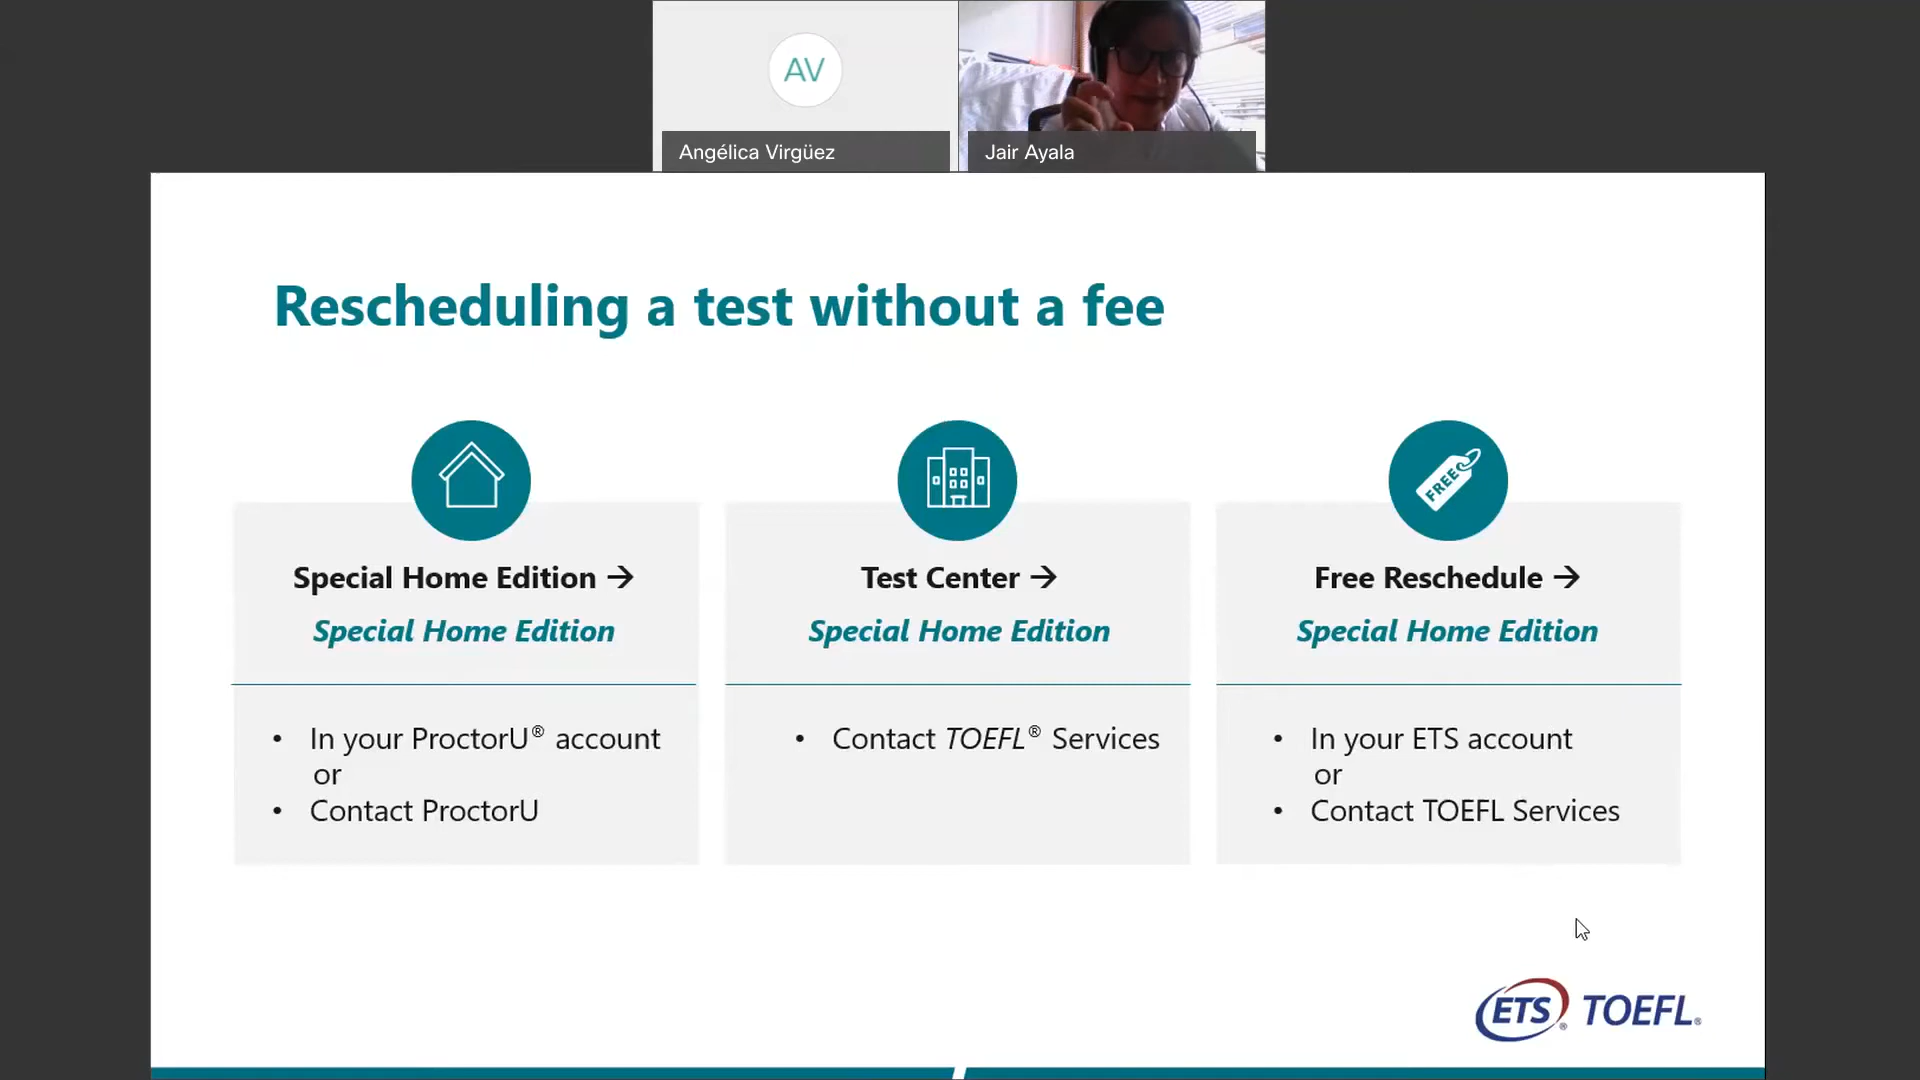 AV
Angélica Virgüez
Jair Ayala
Rescheduling a test without a fee
FREE
Special Home Edition →
Special Home Edition
Test Center →
Special Home Edition
Free Reschedule →
Special Home Edition
• In your ProctorU® account
or
• Contact ProctorU
• Contact TOEFL® Services
• In your ETS account
or
• Contact TOEFL Services
ETS® TOEFL®